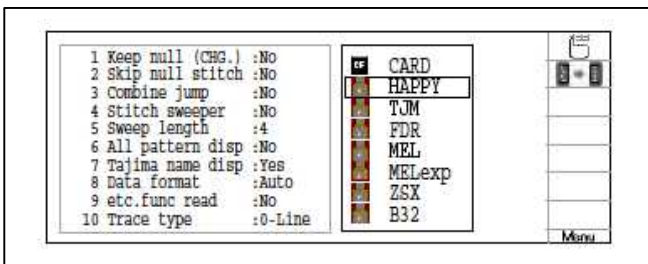 1 Keep null (CHG.) :No
2 Skip null stitch :No
3 Combine jump :No
4 Stitch sweeper :No
5 Sweep length :4
6 All pattern disp :No
7 Tajima name disp :Yes
8 Data format :Auto
9 etc.func read :No
10 Trace type :0-Line
CF CARD
HAPPY
TJM
FDR
MEL
MELexp
ZSX
B32
Menu